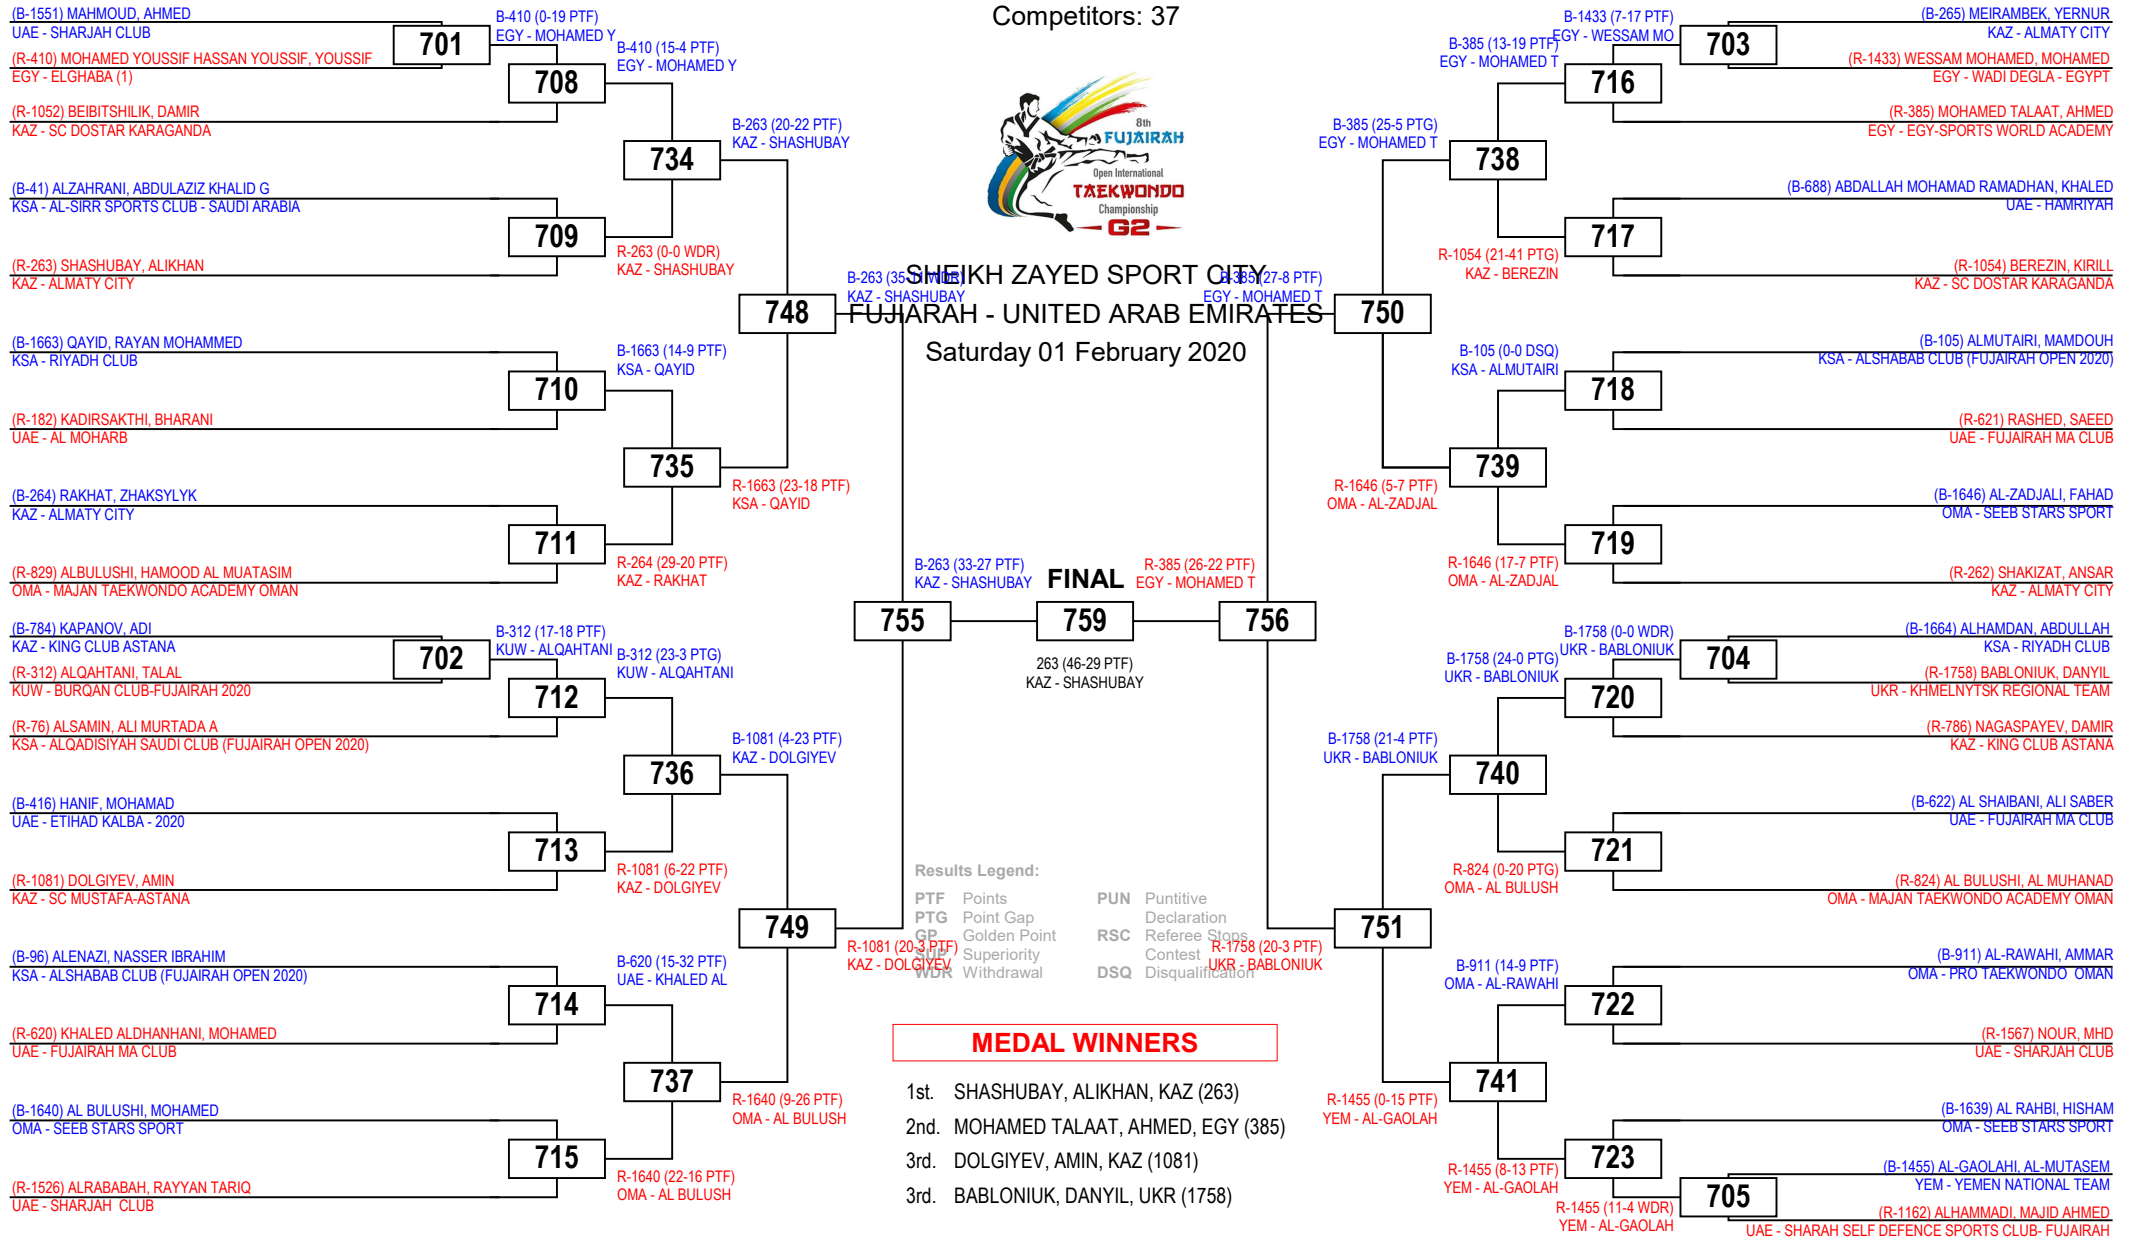 Competitors: 37
8th
FUJAIRAH
Open International
TAEKWONDO
Championship
G2
SHEIKH ZAYED SPORT CITY
FUJIARAH - UNITED ARAB EMIRATES
Saturday 01 February 2020
(B-1551) MAHMOUD, AHMED
UAE - SHARJAH CLUB
701
(R-410) MOHAMED YOUSSIF HASSAN YOUSSIF, YOUSSIF
EGY - ELGHABA (1)
B-410 (0-19 PTF)
EGY - MOHAMED Y
708
(R-1052) BEIBITSHILIK, DAMIR
KAZ - SC DOSTAR KARAGANDA
B-410 (15-4 PTF)
EGY - MOHAMED Y
734
(B-41) ALZAHRANI, ABDULAZIZ KHALID G
KSA - AL-SIRR SPORTS CLUB - SAUDI ARABIA
709
(R-263) SHASHUBAY, ALIKHAN
KAZ - ALMATY CITY
R-263 (0-0 WDR)
KAZ - SHASHUBAY
B-263 (20-22 PTF)
KAZ - SHASHUBAY
748
(B-1663) QAYID, RAYAN MOHAMMED
KSA - RIYADH CLUB
710
(R-182) KADIRSAKTHI, BHARANI
UAE - AL MOHARB
B-1663 (14-9 PTF)
KSA - QAYID
735
(B-264) RAKHAT, ZHAKSYLYK
KAZ - ALMATY CITY
711
(R-829) ALBULUSHI, HAMOOD AL MUATASIM
OMA - MAJAN TAEKWONDO ACADEMY OMAN
R-264 (29-20 PTF)
KAZ - RAKHAT
R-1663 (23-18 PTF)
KSA - QAYID
B-263 (35-11 WDR)
KAZ - SHASHUBAY
755
(B-784) KAPANOV, ADI
KAZ - KING CLUB ASTANA
702
(R-312) ALQAHTANI, TALAL
KUW - BURQAN CLUB-FUJAIRAH 2020
B-312 (17-18 PTF)
KUW - ALQAHTANI
712
(R-76) ALSAMIN, ALI MURTADA A
KSA - ALQADISIYAH SAUDI CLUB (FUJAIRAH OPEN 2020)
B-312 (23-3 PTG)
KUW - ALQAHTANI
736
(B-416) HANIF, MOHAMAD
UAE - ETIHAD KALBA - 2020
713
(R-1081) DOLGIYEV, AMIN
KAZ - SC MUSTAFA-ASTANA
R-1081 (6-22 PTF)
KAZ - DOLGIYEV
B-1081 (4-23 PTF)
KAZ - DOLGIYEV
749
(B-96) ALENAZI, NASSER IBRAHIM
KSA - ALSHABAB CLUB (FUJAIRAH OPEN 2020)
714
(R-620) KHALED ALDHANHANI, MOHAMED
UAE - FUJAIRAH MA CLUB
B-620 (15-32 PTF)
UAE - KHALED AL
737
(B-1640) AL BULUSHI, MOHAMED
OMA - SEEB STARS SPORT
715
(R-1526) ALRABABAH, RAYYAN TARIQ
UAE - SHARJAH  CLUB
R-1640 (22-16 PTF)
OMA - AL BULUSH
R-1640 (9-26 PTF)
OMA - AL BULUSH
R-1081 (20-3 PTF)
KAZ - DOLGIYEV
B-263 (33-27 PTF)
KAZ - SHASHUBAY
FINAL
759
263 (46-29 PTF)
KAZ - SHASHUBAY
R-385 (26-22 PTF)
EGY - MOHAMED T
756
(B-265) MEIRAMBEK, YERNUR
KAZ - ALMATY CITY
703
(R-1433) WESSAM MOHAMED, MOHAMED
EGY - WADI DEGLA - EGYPT
B-1433 (7-17 PTF)
EGY - WESSAM MO
716
(R-385) MOHAMED TALAAT, AHMED
EGY - EGY-SPORTS WORLD ACADEMY
B-385 (13-19 PTF)
EGY - MOHAMED T
738
(B-688) ABDALLAH MOHAMAD RAMADHAN, KHALED
UAE - HAMRIYAH
717
(R-1054) BEREZIN, KIRILL
KAZ - SC DOSTAR KARAGANDA
R-1054 (21-41 PTG)
KAZ - BEREZIN
B-385 (25-5 PTG)
EGY - MOHAMED T
750
(B-105) ALMUTAIRI, MAMDOUH
KSA - ALSHABAB CLUB (FUJAIRAH OPEN 2020)
718
(R-621) RASHED, SAEED
UAE - FUJAIRAH MA CLUB
B-105 (0-0 DSQ)
KSA - ALMUTAIRI
739
(B-1646) AL-ZADJALI, FAHAD
OMA - SEEB STARS SPORT
719
(R-262) SHAKIZAT, ANSAR
KAZ - ALMATY CITY
R-1646 (17-7 PTF)
OMA - AL-ZADJAL
R-1646 (5-7 PTF)
OMA - AL-ZADJAL
B-385 (27-8 PTF)
EGY - MOHAMED T
(B-1664) ALHAMDAN, ABDULLAH
KSA - RIYADH CLUB
704
(R-1758) BABLONIUK, DANYIL
UKR - KHMELNYTSK REGIONAL TEAM
B-1758 (0-0 WDR)
UKR - BABLONIUK
720
(R-786) NAGASPAYEV, DAMIR
KAZ - KING CLUB ASTANA
B-1758 (24-0 PTG)
UKR - BABLONIUK
740
(B-622) AL SHAIBANI, ALI SABER
UAE - FUJAIRAH MA CLUB
721
(R-824) AL BULUSHI, AL MUHANAD
OMA - MAJAN TAEKWONDO ACADEMY OMAN
R-824 (0-20 PTG)
OMA - AL BULUSH
B-1758 (21-4 PTF)
UKR - BABLONIUK
751
(B-911) AL-RAWAHI, AMMAR
OMA - PRO TAEKWONDO  OMAN
722
(R-1567) NOUR, MHD
UAE - SHARJAH CLUB
B-911 (14-9 PTF)
OMA - AL-RAWAHI
741
(B-1639) AL RAHBI, HISHAM
OMA - SEEB STARS SPORT
723
(B-1455) AL-GAOLAHI, AL-MUTASEM
YEM - YEMEN NATIONAL TEAM
705
(R-1162) ALHAMMADI, MAJID AHMED
UAE - SHARAH SELF DEFENCE SPORTS CLUB- FUJAIRAH
R-1455 (11-4 WDR)
YEM - AL-GAOLAH
R-1455 (8-13 PTF)
YEM - AL-GAOLAH
R-1455 (0-15 PTF)
YEM - AL-GAOLAH
R-1758 (20-3 PTF)
UKR - BABLONIUK
Results Legend:
PTF Points
PTG Point Gap
GP Golden Point
SUP Superiority
WDR Withdrawal
PUN Puntitive
Declaration
RSC Referee Stops
Contest
DSQ Disqualification
MEDAL WINNERS
1st. SHASHUBAY, ALIKHAN, KAZ (263)
2nd. MOHAMED TALAAT, AHMED, EGY (385)
3rd. DOLGIYEV, AMIN, KAZ (1081)
3rd. BABLONIUK, DANYIL, UKR (1758)